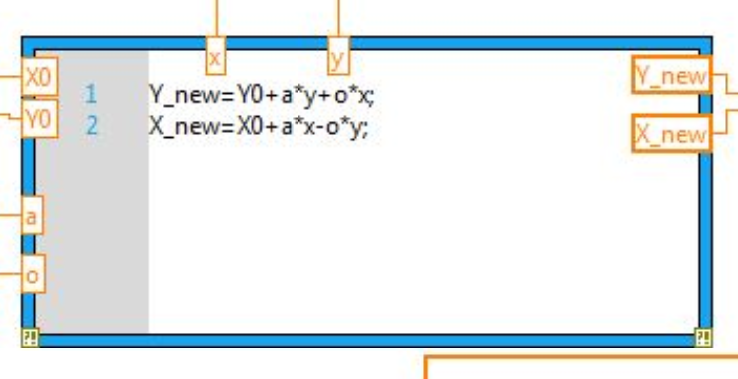 x y
X0 Y_new
1 Y_new=Y0+a*y+o*x;
Y0 X_new
2 X_new=X0+a*x-o*y;
a
o
?! ?!